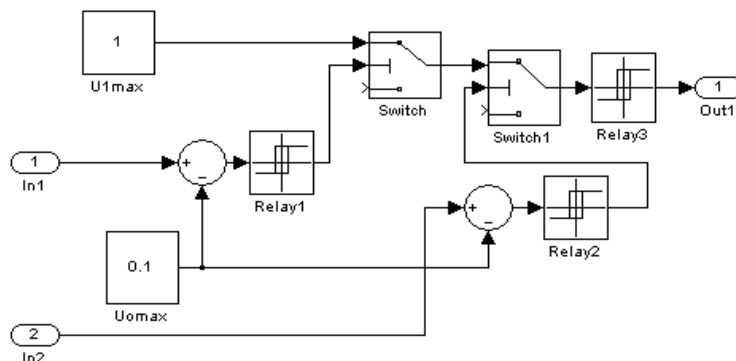 1
U1max
Switch
Switch1
Relay3
1
Out1
1
In1
+
−
Relay1
+
−
Relay2
0.1
Uomax
2
In2